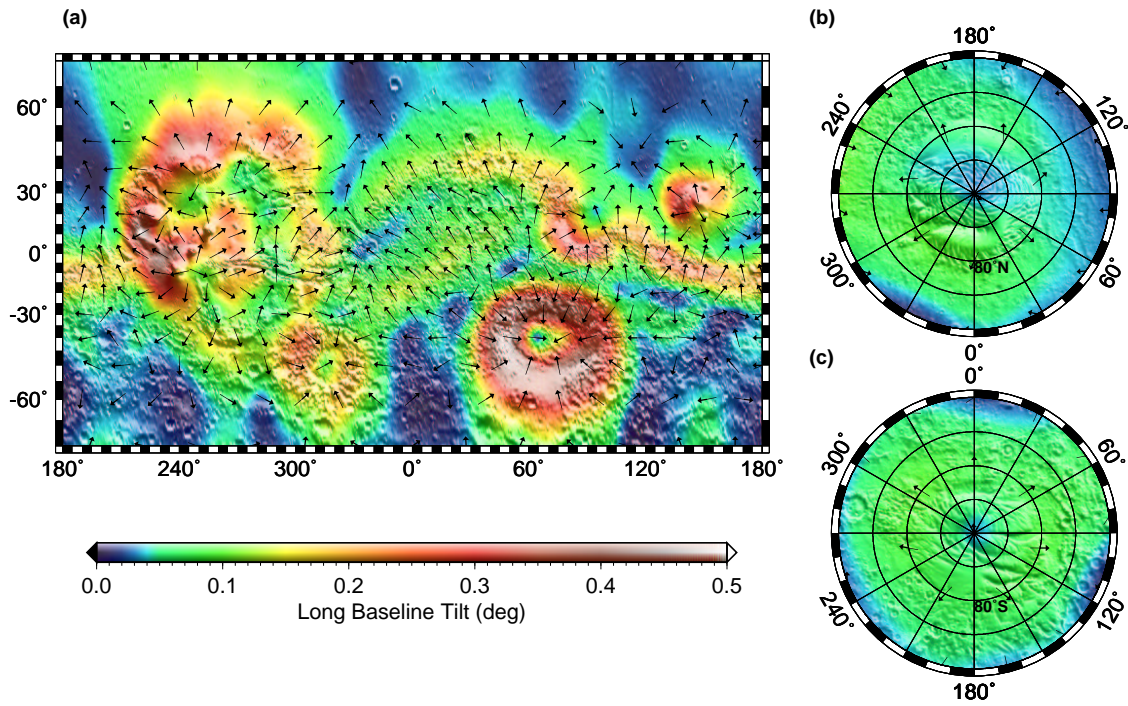 (a)
60˚
30˚
0˚
-30˚
-60˚
180˚ 240˚ 300˚ 0˚ 60˚ 120˚ 180˚
0.0 0.1 0.2 0.3 0.4 0.5
Long Baseline Tilt (deg)
(b)
180˚
240˚ 120˚
80˚N
300˚ 60˚
0˚
(c)
0˚
300˚ 60˚
80˚S
240˚ 120˚
180˚